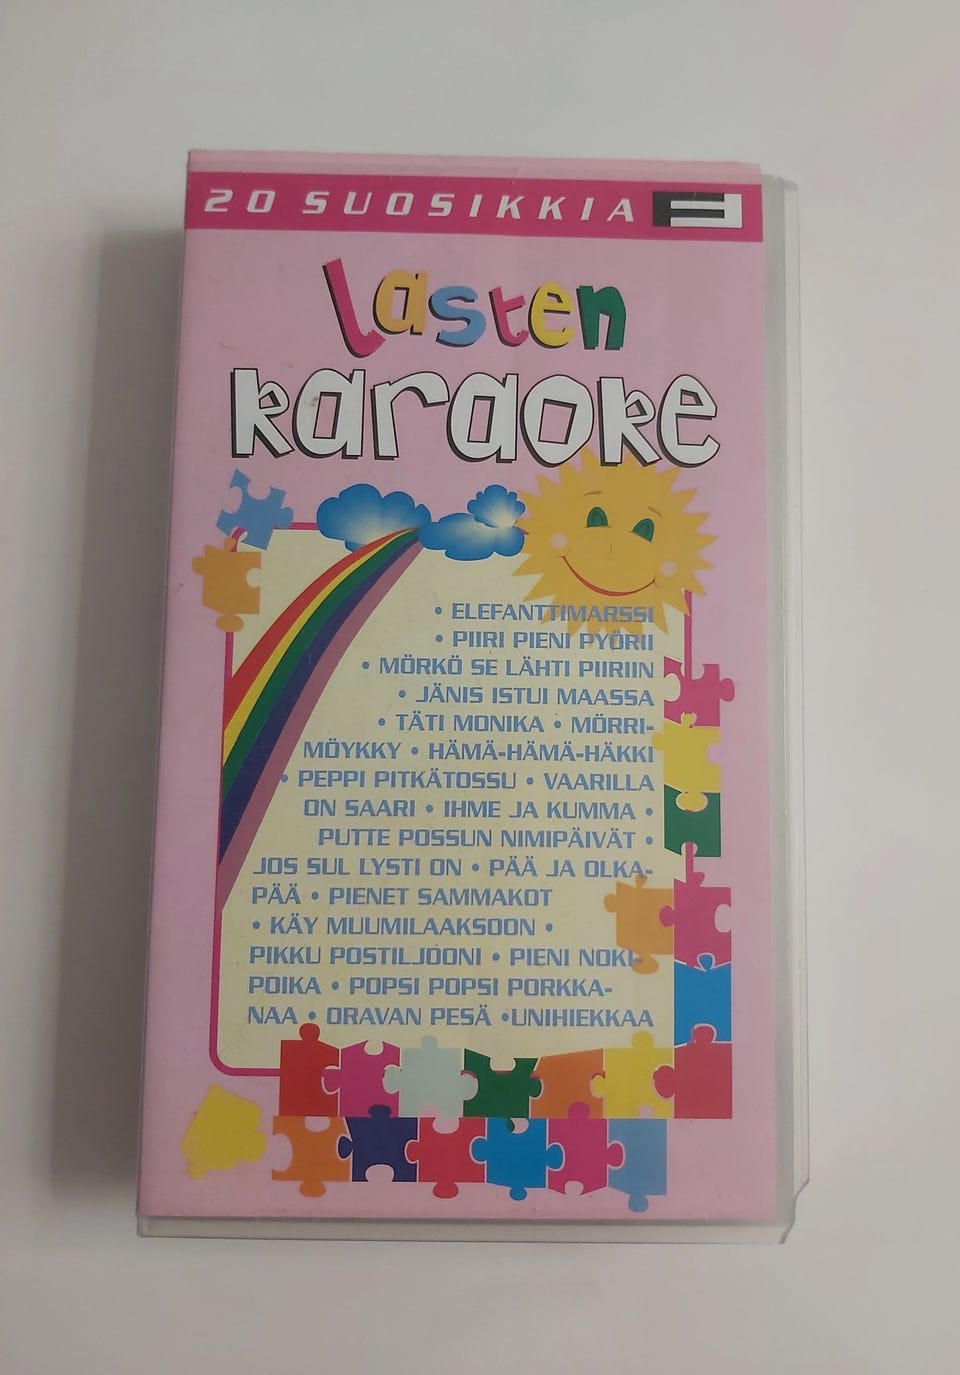 20 SUOSIKKIA
lasten
karaoke
• ELEFANTTIMARSSI
• PIIRI PIENI PYÖRII
• MÖRKÖ SE LÄHTI PIIRIIN
• JÄNIS ISTUI MAASSA
• TÄTI MONIKA • MÖRRI-
MÖYKKY • HÄMÄ-HÄMÄ-HÄKKI
• PEPPI PITKÄTOSSU • VAARILLA
ON SAARI • IHME JA KUMMA •
PUTTE POSSUN NIMIPÄIVÄT •
JOS SUL LYSTI ON • PÄÄ JA OLKA-
PÄÄ • PIENET SAMMAKOT
• KÄY MUUMILAAKSOON •
PIKKU POSTILJOONI • PIENI NOKI-
POIKA • POPSI POPSI PORKKA-
NAA • ORAVAN PESÄ •UNIHIEKKAA